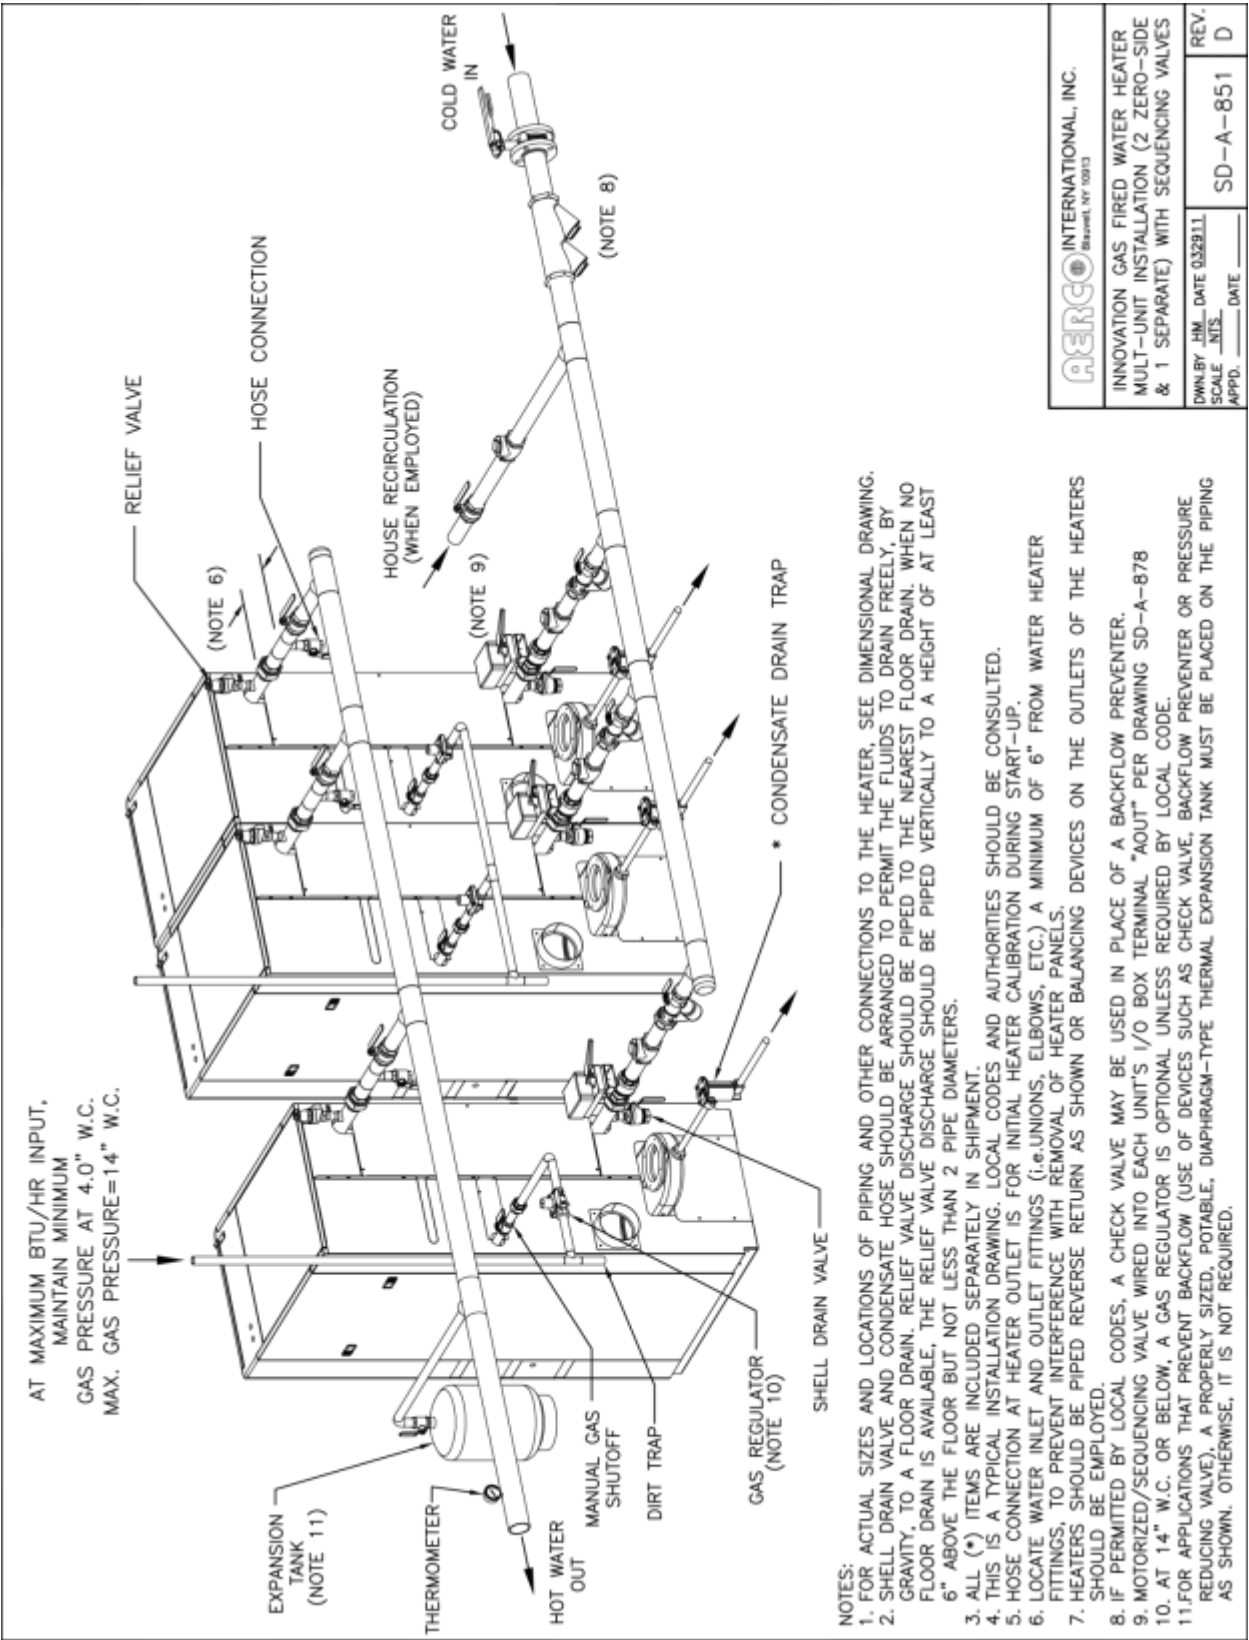 AT MAXIMUM BTU/HR INPUT,
MAINTAIN MINIMUM
GAS PRESSURE AT 4.0" W.C.
MAX. GAS PRESSURE=14" W.C.
RELIEF VALVE
HOSE CONNECTION
(NOTE 6)
COLD WATER
IN
HOUSE RECIRCULATION
(WHEN EMPLOYED)
(NOTE 8)
(NOTE 9)
EXPANSION
TANK
(NOTE 11)
THERMOMETER
HOT WATER
OUT
MANUAL GAS
SHUTOFF
DIRT TRAP
GAS REGULATOR
(NOTE 10)
SHELL DRAIN VALVE
* CONDENSATE DRAIN TRAP
NOTES:
1. FOR ACTUAL SIZES AND LOCATIONS OF PIPING AND OTHER CONNECTIONS TO THE HEATER, SEE DIMENSIONAL DRAWING.
2. SHELL DRAIN VALVE AND CONDENSATE HOSE SHOULD BE ARRANGED TO PERMIT THE FLUIDS TO DRAIN FREELY, BY
GRAVITY, TO A FLOOR DRAIN. RELIEF VALVE DISCHARGE SHOULD BE PIPED TO THE NEAREST FLOOR DRAIN. WHEN NO
FLOOR DRAIN IS AVAILABLE, THE RELIEF VALVE DISCHARGE SHOULD BE PIPED VERTICALLY TO A HEIGHT OF AT LEAST
6" ABOVE THE FLOOR BUT NOT LESS THAN 2 PIPE DIAMETERS.
3. ALL (*) ITEMS ARE INCLUDED SEPARATELY IN SHIPMENT.
4. THIS IS A TYPICAL INSTALLATION DRAWING. LOCAL CODES AND AUTHORITIES SHOULD BE CONSULTED.
5. HOSE CONNECTION AT HEATER OUTLET IS FOR INITIAL HEATER CALIBRATION DURING START-UP.
6. LOCATE WATER INLET AND OUTLET FITTINGS (i.e.UNIONS, ELBOWS, ETC.) A MINIMUM OF 6" FROM WATER HEATER
FITTINGS, TO PREVENT INTERFERENCE WITH REMOVAL OF HEATER PANELS.
7. HEATERS SHOULD BE PIPED REVERSE RETURN AS SHOWN OR BALANCING DEVICES ON THE OUTLETS OF THE HEATERS
SHOULD BE EMPLOYED.
8. IF PERMITTED BY LOCAL CODES, A CHECK VALVE MAY BE USED IN PLACE OF A BACKFLOW PREVENTER.
9. MOTORIZED/SEQUENCING VALVE WIRED INTO EACH UNIT'S I/O BOX TERMINAL "AOUT" PER DRAWING SD-A-878
10. AT 14" W.C. OR BELOW, A GAS REGULATOR IS OPTIONAL UNLESS REQUIRED BY LOCAL CODE.
11.FOR APPLICATIONS THAT PREVENT BACKFLOW (USE OF DEVICES SUCH AS CHECK VALVE, BACKFLOW PREVENTER OR PRESSURE
REDUCING VALVE), A PROPERLY SIZED, POTABLE, DIAPHRAGM-TYPE THERMAL EXPANSION TANK MUST BE PLACED ON THE PIPING
AS SHOWN. OTHERWISE, IT IS NOT REQUIRED.
AERCO INTERNATIONAL, INC.
Blauvelt, NY 10913
INNOVATION GAS FIRED WATER HEATER
MULT-UNIT INSTALLATION (2 ZERO-SIDE
& 1 SEPARATE) WITH SEQUENCING VALVES
DWN.BY HM DATE 032911
SCALE NTS
APPD. DATE
SD-A-851
REV.
D